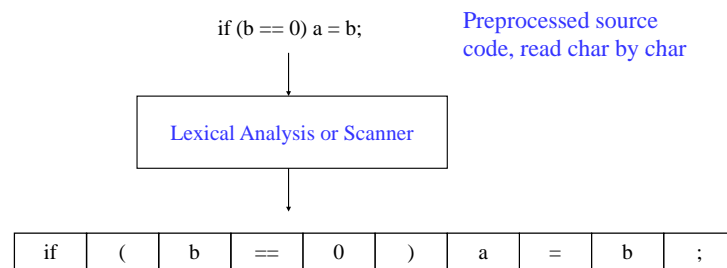 if (b == 0) a = b;
Preprocessed source
code, read char by char
Lexical Analysis or Scanner
if ( b == 0 ) a = b ;